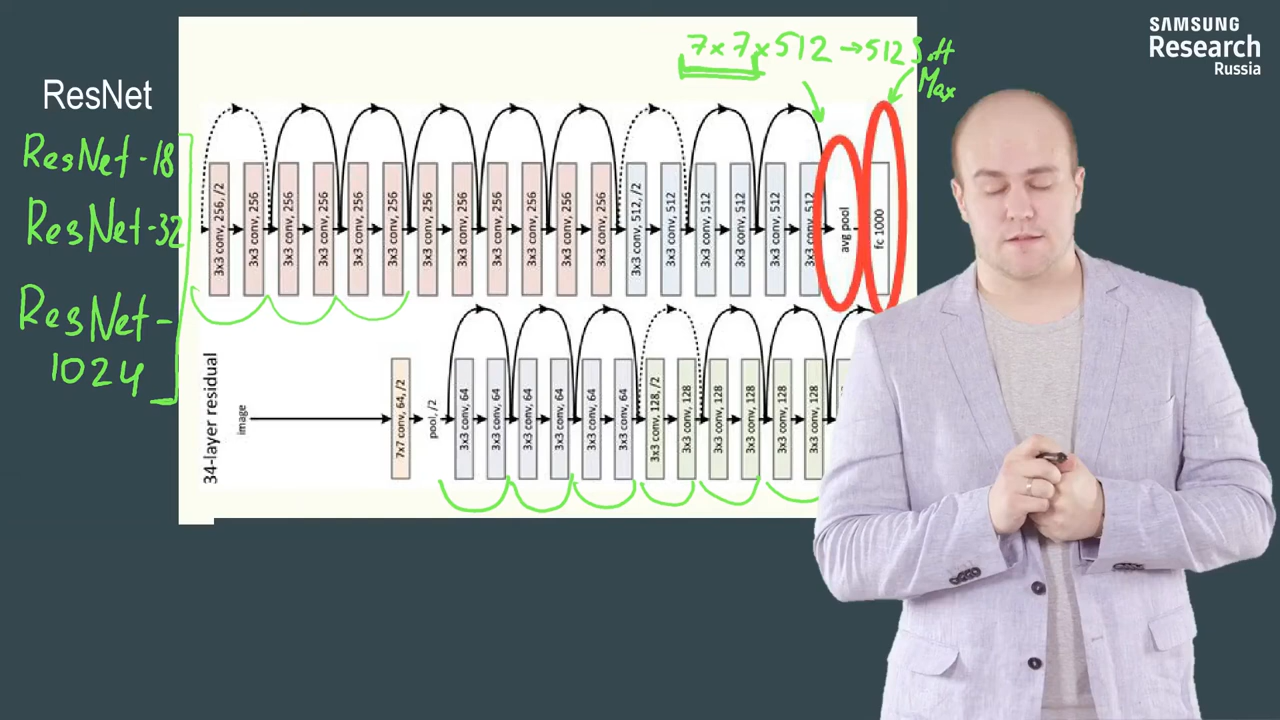 SAMSUNG
Research
Russia
ResNet
ResNet-18
ResNet-32
ResNet-
1024
7x7x512 → 512 З.Н
Max
3x3 conv, 256, /2
3x3 conv, 256
3x3 conv, 256
3x3 conv, 256
3x3 conv, 256
3x3 conv, 256
3x3 conv, 256
3x3 conv, 256
3x3 conv, 256
3x3 conv, 256
3x3 conv, 256
3x3 conv, 256
3x3 conv, 512, /2
3x3 conv, 512
3x3 conv, 512
3x3 conv, 512
3x3 conv, 512
3x3 conv, 512
avg pool
fc 1000
34-layer residual
image
7x7 conv, 64, /2
pool, /2
3x3 conv, 64
3x3 conv, 64
3x3 conv, 64
3x3 conv, 64
3x3 conv, 64
3x3 conv, 64
3x3 conv, 128, /2
3x3 conv, 128
3x3 conv, 128
3x3 conv, 128
3x3 conv, 128
3x3 conv, 128